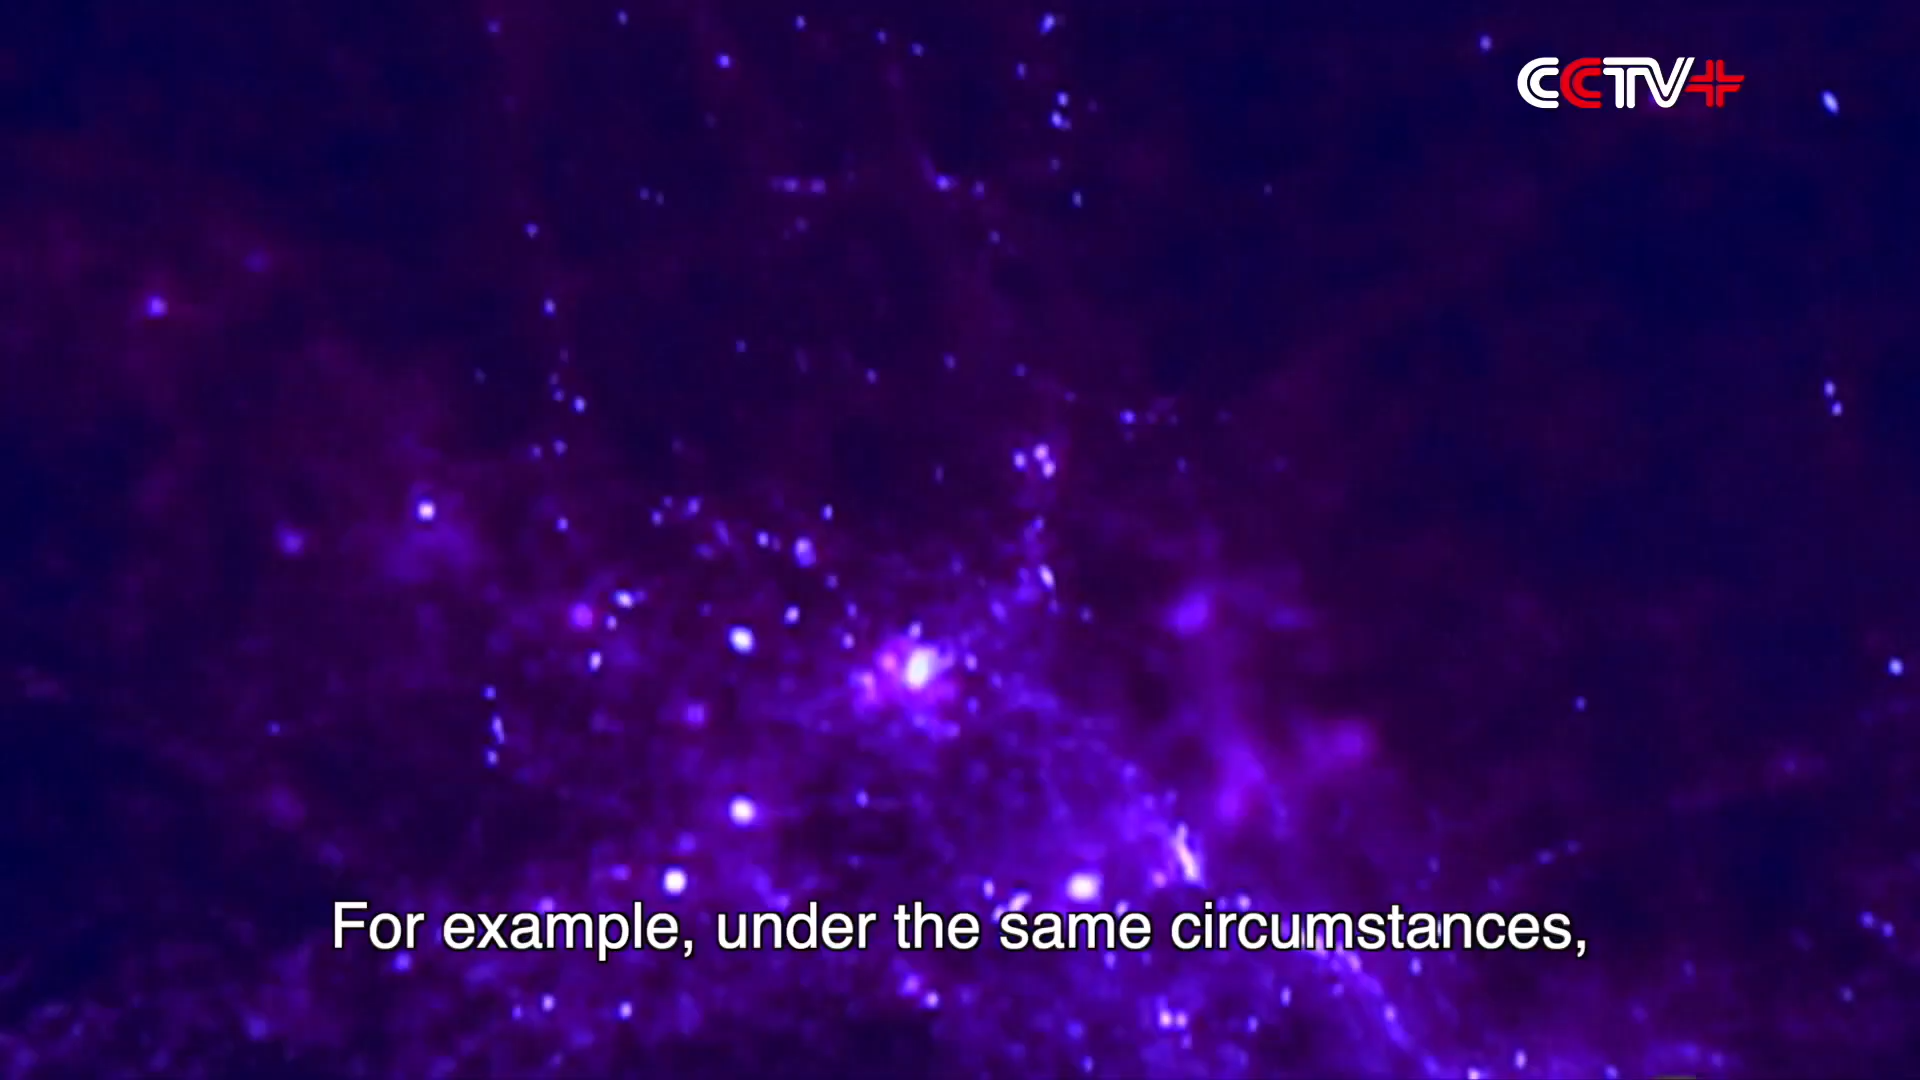 CCTV+
For example, under the same circumstances,